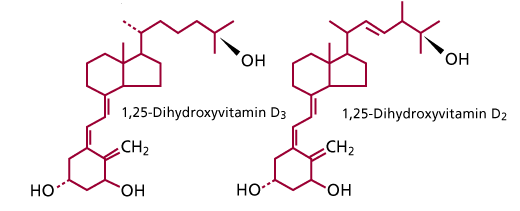 OH
OH
1,25-Dihydroxyvitamin D3
1,25-Dihydroxyvitamin D2
CH2
CH2
HO
OH
HO
OH